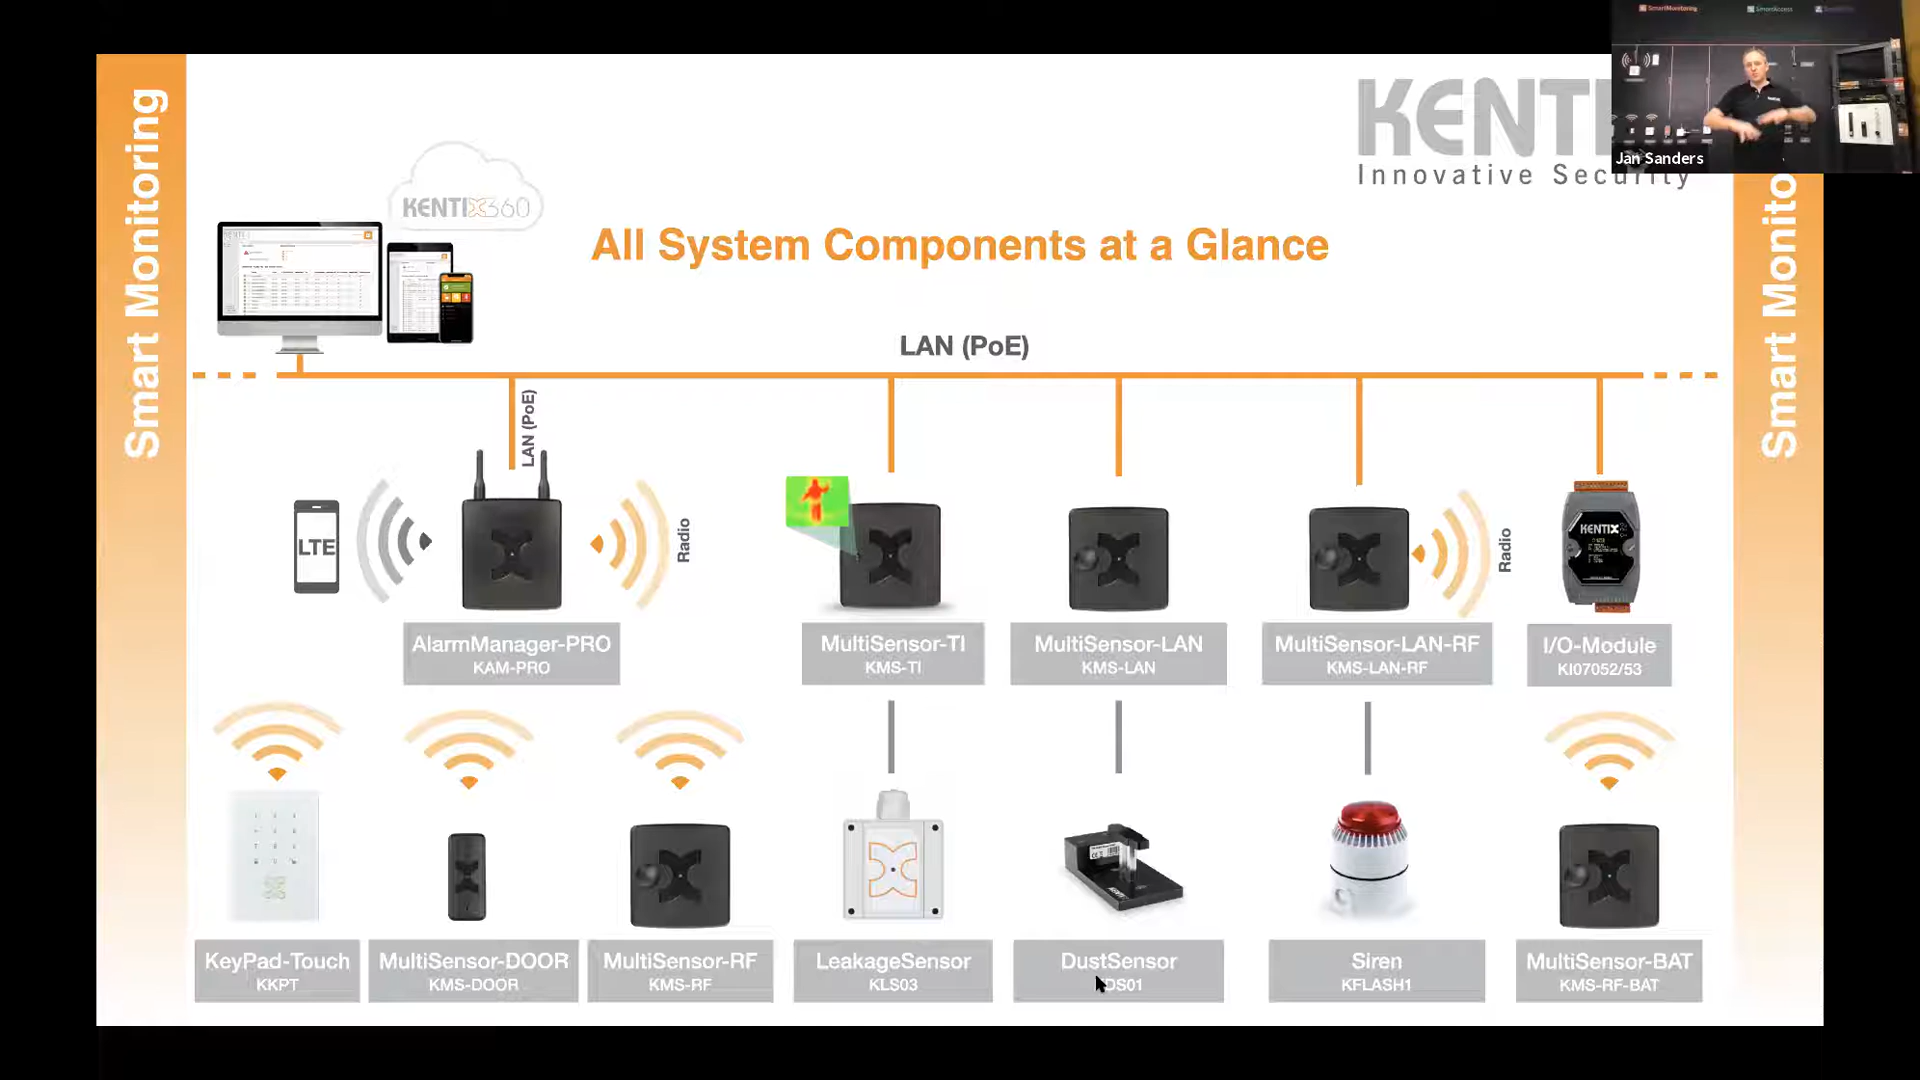 SmartMonitoring
SmartAccess
Jan Sanders
Smart Monitoring
KENTI
Innovative Security
Smart Monito
KENTIX360
All System Components at a Glance
LAN (PoE)
LAN (PoE)
LTE
Radio
Radio
KENTIX
AlarmManager-PRO
KAM-PRO
MultiSensor-TI
KMS-TI
MultiSensor-LAN
KMS-LAN
MultiSensor-LAN-RF
KMS-LAN-RF
I/O-Module
KI07052/53
KeyPad-Touch
KKPT
MultiSensor-DOOR
KMS-DOOR
MultiSensor-RF
KMS-RF
LeakageSensor
KLS03
DustSensor
DS01
Siren
KFLASH1
MultiSensor-BAT
KMS-RF-BAT